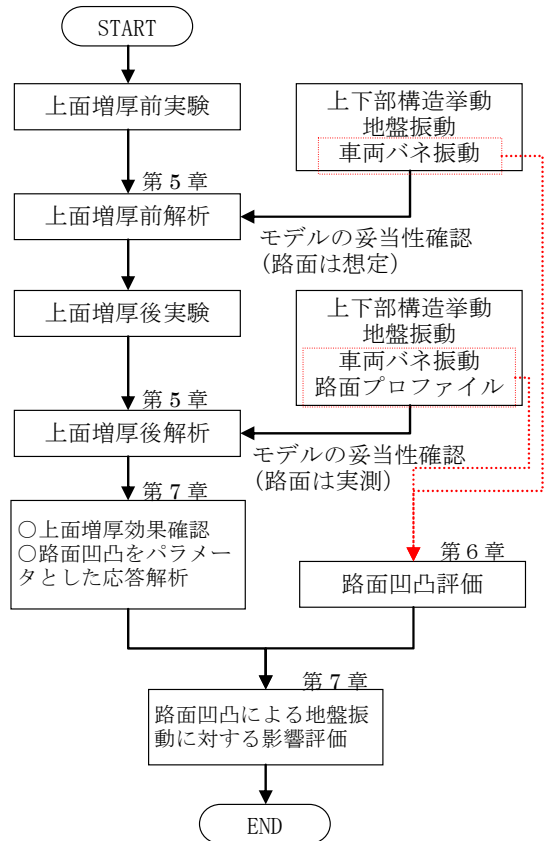 START
上面増厚前実験
上下部構造挙動
地盤振動
車両バネ振動
第5章
上面増厚前解析
モデルの妥当性確認
(路面は想定)
上面増厚後実験
上下部構造挙動
地盤振動
車両バネ振動
路面プロファイル
第5章
上面増厚後解析
モデルの妥当性確認
(路面は実測)
第7章
○上面増厚効果確認
○路面凹凸をパラメー
タとした応答解析
第6章
路面凹凸評価
第7章
路面凹凸による地盤振
動に対する影響評価
END